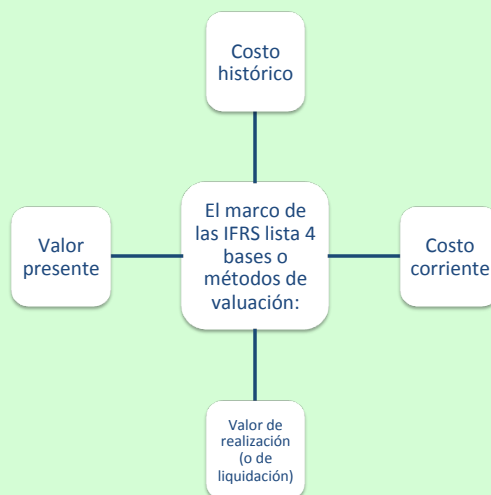 Costo
histórico
El marco de
las IFRS lista 4
bases o
métodos de
valuación:
Valor
presente
Costo
corriente
Valor de
realización
(o de
liquidación)